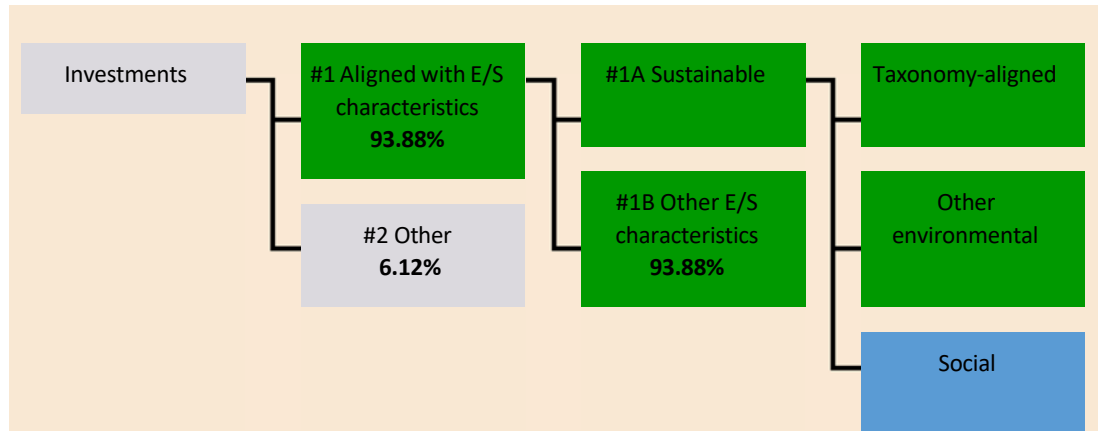 Investments
#1 Aligned with E/S
characteristics
93.88%
#2 Other
6.12%
#1A Sustainable
#1B Other E/S
characteristics
93.88%
Taxonomy-aligned
Other
environmental
Social